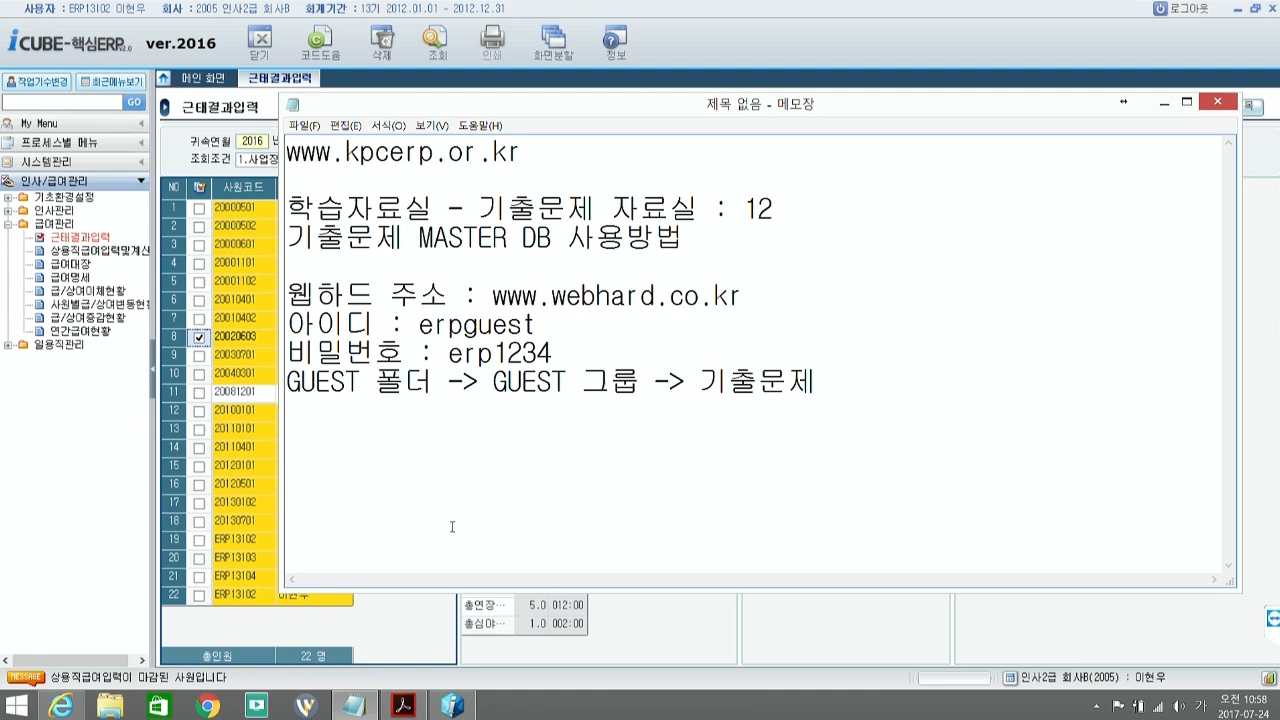 사용자 : ERP13I02 이현우 회사 : 2005 인사2급 회사B 회계기간 : 13기 2012.01.01 ~ 2012.12.31 로그아웃
iCUBE-핵심ERP v2.0 ver.2016
닫기 코드도움 삭제 조회 인쇄 화면분할 정보
작업기수변경 최근메뉴보기 메인 화면 근태결과입력
GO
My Menu
프로세스별 메뉴
시스템관리
인사/급여관리
기초환경설정
인사관리
급여관리
근태결과입력
상용직급여입력및계산
급여대장
급여명세
급/상여이체현황
사원별급/상여변동현
급/상여증감현황
연간급여현황
일용직관리
근태결과입력
귀속연월 2016 년
조회조건 1.사업장
NO 사원코드
1 20000501
2 20000502
3 20000601
4 20001101
5 20001102
6 20010401
7 20010402
8 20020603
9 20030701
10 20040301
11 20081201
12 20100101
13 20110101
14 20110401
15 20120101
16 20120501
17 20130102
18 20130701
19 ERP13102
20 ERP13103
21 ERP13104
22 ERP13I02 이현우
총인원 22 명
제목 없음 - 메모장
파일(F) 편집(E) 서식(O) 보기(V) 도움말(H)
www.kpcerp.or.kr
학습자료실 - 기출문제 자료실 : 12
기출문제 MASTER DB 사용방법
웹하드 주소 : www.webhard.co.kr
아이디 : erpguest
비밀번호 : erp1234
GUEST 폴더 -> GUEST 그룹 -> 기출문제
총연장… 5.0 012:00
총심야… 1.0 002:00
MESSAGE 상용직급여입력이 마감된 사원입니다 인사2급 회사B(2005) : 이현우
가 오전 10:58
2017-07-24